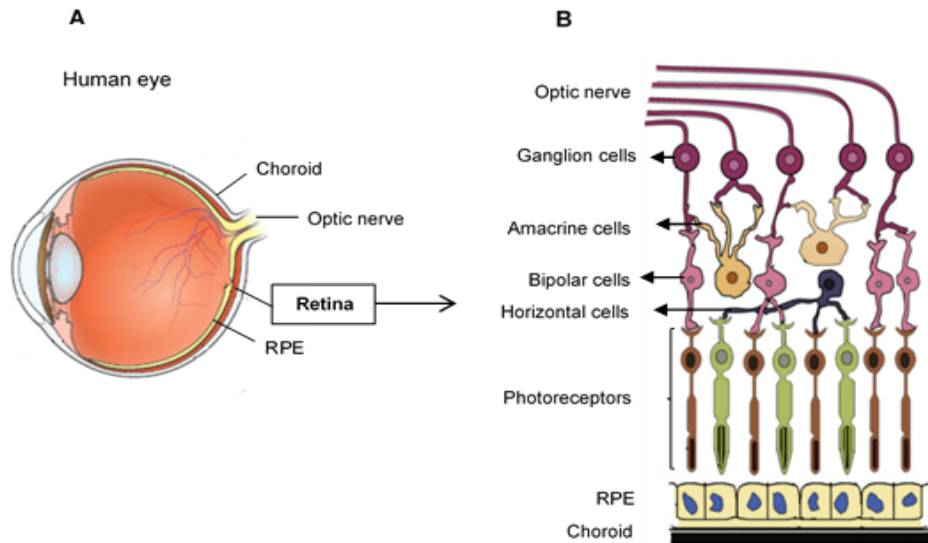 A
Human eye
Choroid
Optic nerve
Retina
RPE
B
Optic nerve
Ganglion cells
Amacrine cells
Bipolar cells
Horizontal cells
Photoreceptors
RPE
Choroid